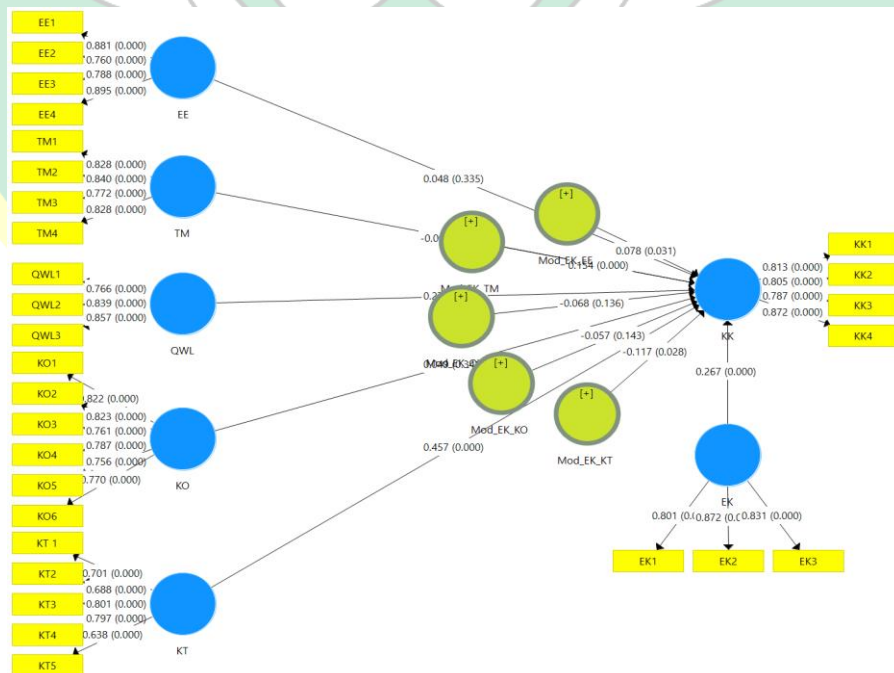 EE1
EE2
EE3
EE4
0.881 (0.000)
0.760 (0.000)
0.788 (0.000)
0.895 (0.000)
EE
TM1
TM2
TM3
TM4
0.828 (0.000)
0.840 (0.000)
0.772 (0.000)
0.828 (0.000)
TM
QWL1
QWL2
QWL3
0.766 (0.000)
0.839 (0.000)
0.857 (0.000)
QWL
KO1
KO2
KO3
KO4
KO5
KO6
0.822 (0.000)
0.823 (0.000)
0.761 (0.000)
0.787 (0.000)
0.756 (0.000)
0.770 (0.000)
KO
KT 1
KT2
KT3
KT4
KT5
0.701 (0.000)
0.688 (0.000)
0.801 (0.000)
0.797 (0.000)
0.638 (0.000)
KT
0.048 (0.335)
0.457 (0.000)
[+]
Mod_EK_EE
[+]
[+]
[+]
Mod_EK_KO
[+]
Mod_EK_KT
0.078 (0.031)
0.154 (0.000)
-0.068 (0.136)
-0.057 (0.143)
-0.117 (0.028)
KK
0.813 (0.000)
0.805 (0.000)
0.787 (0.000)
0.872 (0.000)
KK1
KK2
KK3
KK4
0.267 (0.000)
EK
0.801
0.872
0.831 (0.000)
EK1
EK2
EK3